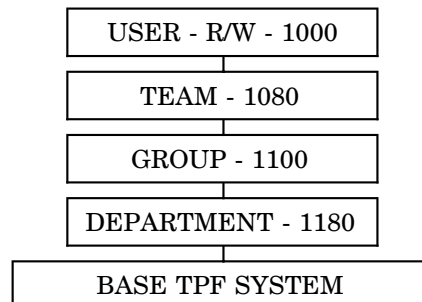 USER - R/W - 1000
TEAM - 1080
GROUP - 1100
DEPARTMENT - 1180
BASE TPF SYSTEM